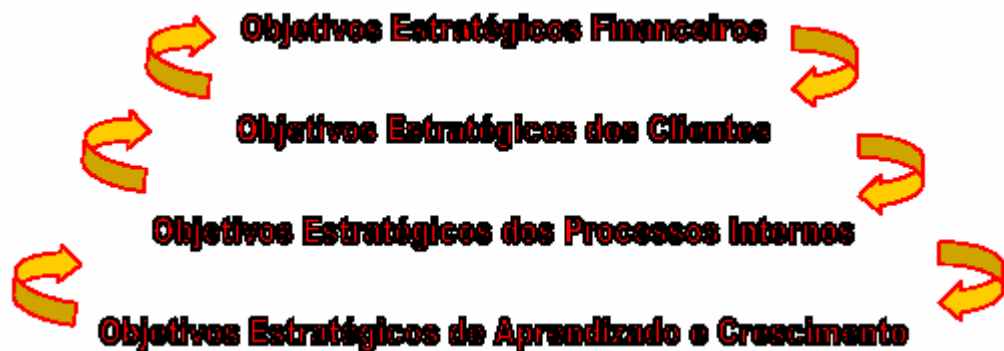 Objetivos Estratégicos Financeiros
Objetivos Estratégicos dos Clientes
Objetivos Estratégicos dos Processos Internos
Objetivos Estratégicos de Aprendizado e Crescimento